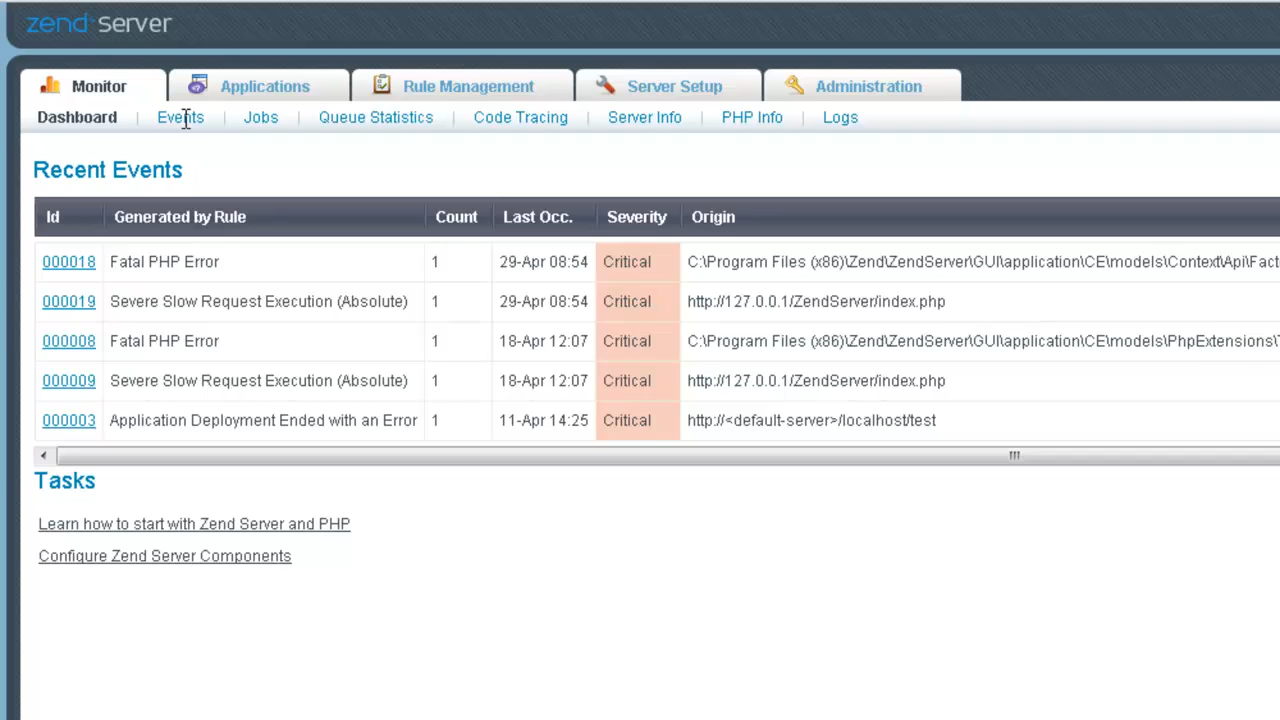 zend Server
Monitor Applications Rule Management Server Setup Administration
Dashboard | Events | Jobs | Queue Statistics | Code Tracing | Server Info | PHP Info | Logs
Recent Events
Id Generated by Rule Count Last Occ. Severity Origin
000018 Fatal PHP Error 1 29-Apr 08:54 Critical C:\Program Files (x86)\Zend\ZendServer\GUI\application\CE\models\Context\Api\Fact
000019 Severe Slow Request Execution (Absolute) 1 29-Apr 08:54 Critical http://127.0.0.1/ZendServer/index.php
000008 Fatal PHP Error 1 18-Apr 12:07 Critical C:\Program Files (x86)\Zend\ZendServer\GUI\application\CE\models\PhpExtensions\
000009 Severe Slow Request Execution (Absolute) 1 18-Apr 12:07 Critical http://127.0.0.1/ZendServer/index.php
000003 Application Deployment Ended with an Error 1 11-Apr 14:25 Critical http://<default-server>/localhost/test
Tasks
Learn how to start with Zend Server and PHP
Configure Zend Server Components